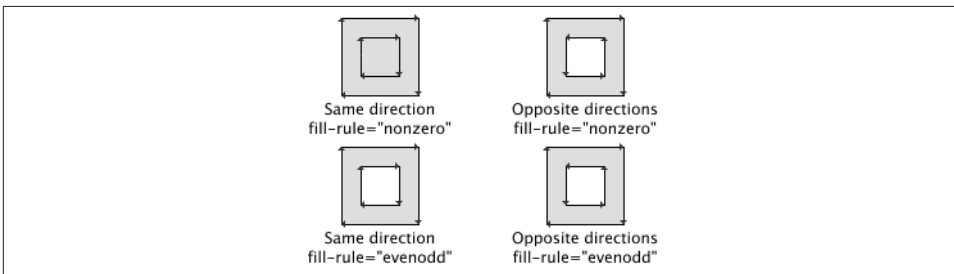 Same direction
fill-rule="nonzero"
Opposite directions
fill-rule="nonzero"
Same direction
fill-rule="evenodd"
Opposite directions
fill-rule="evenodd"